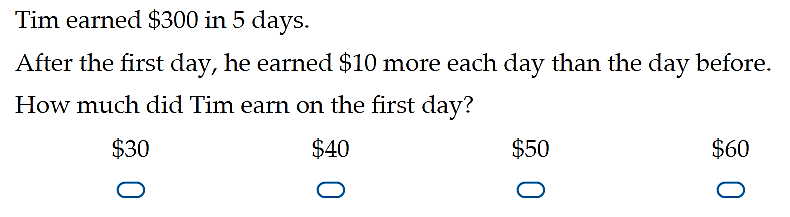 Tim earned $300 in 5 days.
After the first day, he earned $10 more each day than the day before.
How much did Tim earn on the first day?
$30 $40 $50 $60